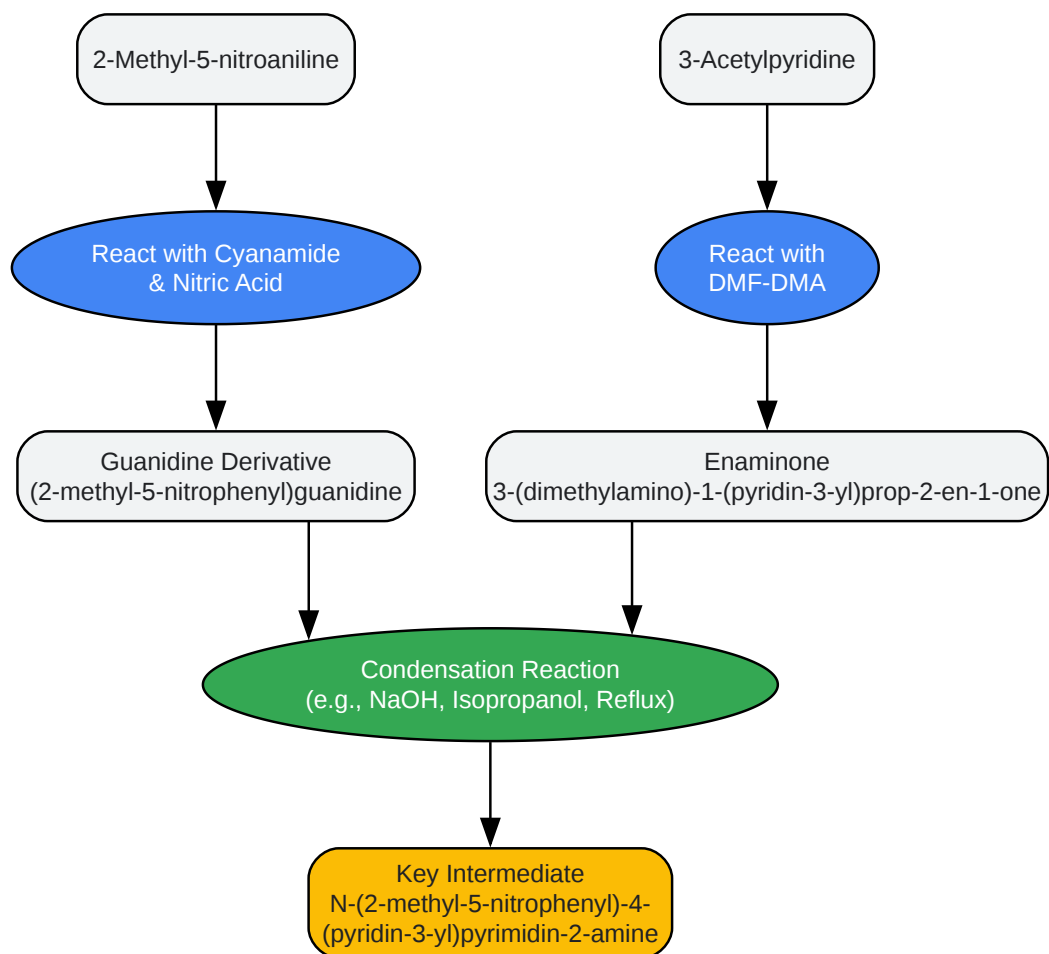 2-Methyl-5-nitroaniline
3-Acetylpyridine
React with Cyanamide
& Nitric Acid
React with
DMF-DMA
Guanidine Derivative
(2-methyl-5-nitrophenyl)guanidine
Enaminone
3-(dimethylamino)-1-(pyridin-3-yl)prop-2-en-1-one
Condensation Reaction
(e.g., NaOH, Isopropanol, Reflux)
Key Intermediate
N-(2-methyl-5-nitrophenyl)-4-
(pyridin-3-yl)pyrimidin-2-amine